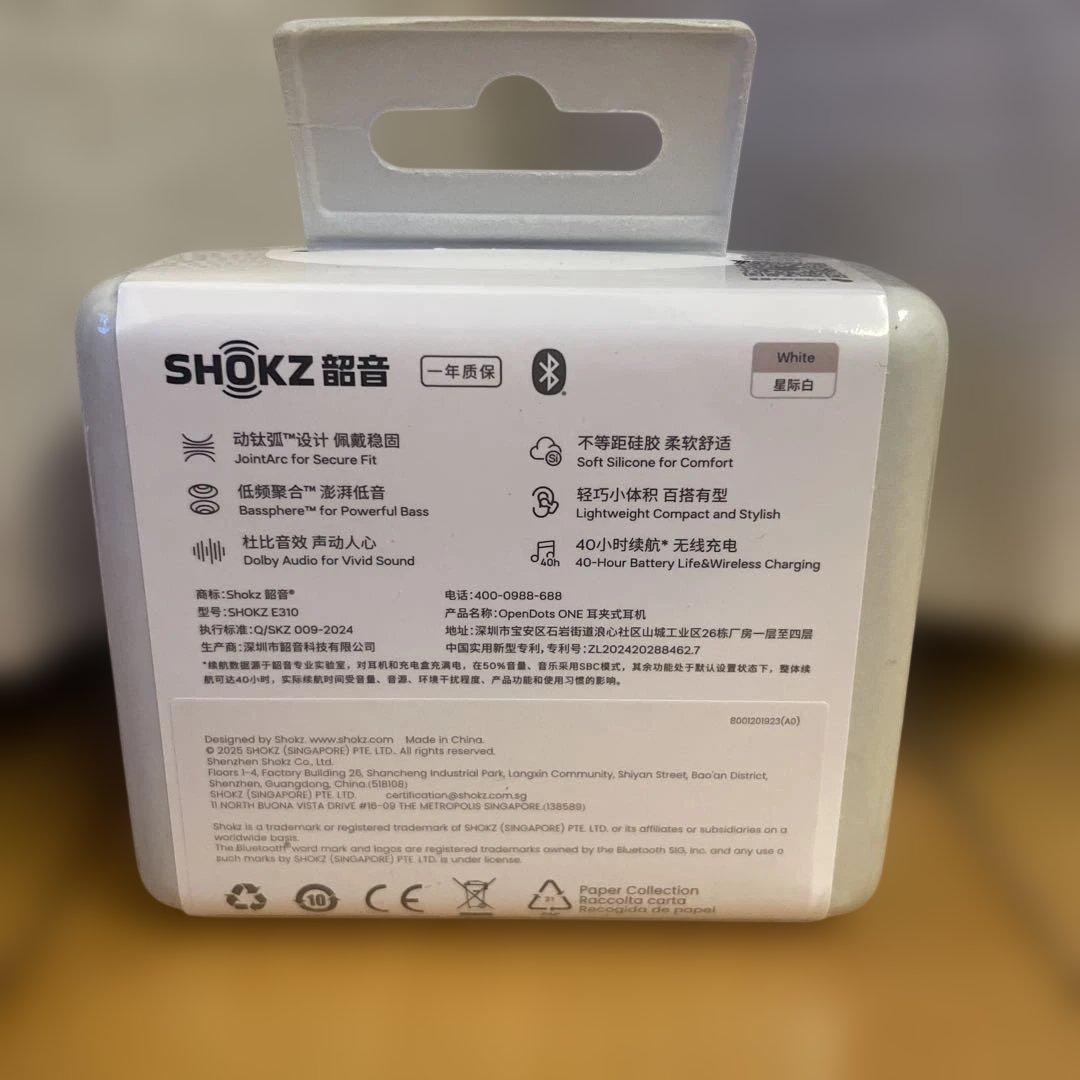 SHOKZ 韶音
一年质保
White
星际白
动钛弧™设计 佩戴稳固
JointArc for Secure Fit
不等距硅胶 柔软舒适
Si
Soft Silicone for Comfort
低频聚合™ 澎湃低音
Bassphere™ for Powerful Bass
轻巧小体积 百搭有型
Lightweight Compact and Stylish
杜比音效 声动人心
Dolby Audio for Vivid Sound
40小时续航* 无线充电
40h
40-Hour Battery Life&Wireless Charging
商标:Shokz 韶音®
型号:SHOKZ E310
执行标准:Q/SKZ 009-2024
生产商:深圳市韶音科技有限公司
电话:400-0988-688
产品名称:OpenDots ONE 耳夹式耳机
地址:深圳市宝安区石岩街道浪心社区山城工业区26栋厂房一层至四层
中国实用新型专利, 专利号:ZL202420288462.7
*续航数据源于韶音专业实验室，对耳机和充电盒充满电，在50%音量、音乐采用SBC模式，其余功能处于默认设置状态下，整体续
航可达40小时，实际续航时间受音量、音源、环境干扰程度、产品功能和使用习惯的影响。
8001201923(A0)
Designed by Shokz. www.shokz.com Made in China.
© 2025 SHOKZ (SINGAPORE) PTE. LTD.. All rights reserved.
Shenzhen Shokz Co., Ltd.
Floors 1-4, Factory Building 26, Shancheng Industrial Park, Langxin Community, Shiyan Street, Bao'an District,
Shenzhen, Guangdong, China.(518108)
SHOKZ (SINGAPORE) PTE. LTD. certification@shokz.com.sg
11 NORTH BUONA VISTA DRIVE #16-09 THE METROPOLIS SINGAPORE.(138589)
Shokz is a trademark or registered trademark of SHOKZ (SINGAPORE) PTE. LTD. or its affiliates or subsidiaries on a
worldwide basis.
The Bluetooth® word mark and logos are registered trademarks owned by the Bluetooth SIG, Inc. and any use o
such marks by SHOKZ (SINGAPORE) PTE. LTD. is under license.
10
CE
21
Paper Collection
Raccolta carta
Recogida de papel